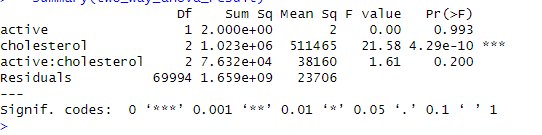 > summary(two_way_anova_result)
                      Df    Sum Sq Mean Sq F value   Pr(>F)
active                 1 2.000e+00       2    0.00    0.993
cholesterol            2 1.023e+06  511465   21.58 4.29e-10 ***
active:cholesterol     2 7.632e+04   38160    1.61    0.200
Residuals          69994 1.659e+09   23706
---
Signif. codes:  0 ‘***’ 0.001 ‘**’ 0.01 ‘*’ 0.05 ‘.’ 0.1 ‘ ’ 1
>